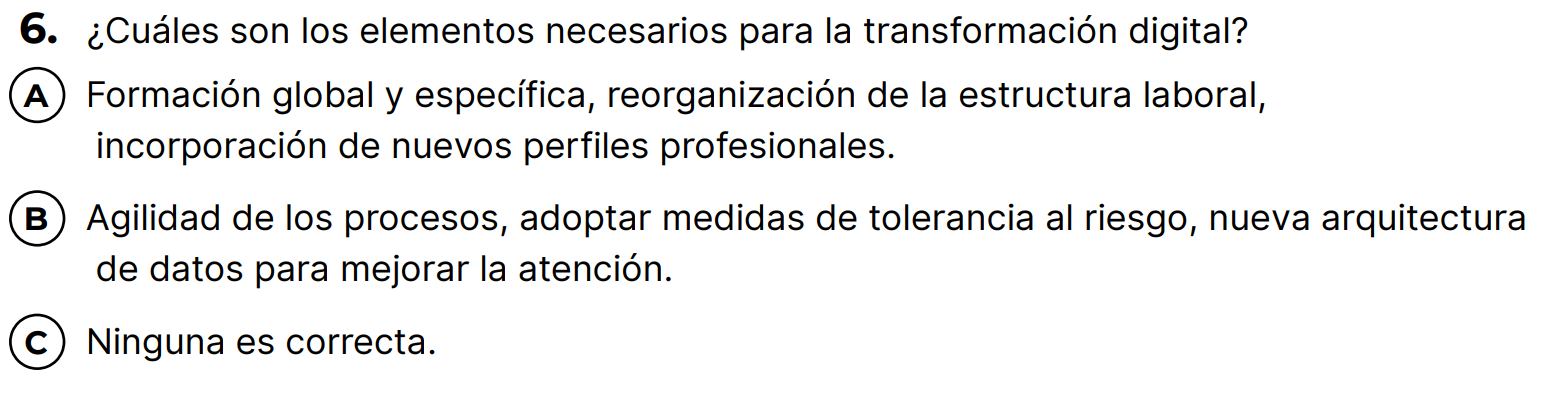 6. ¿Cuáles son los elementos necesarios para la transformación digital?
A Formación global y específica, reorganización de la estructura laboral,
incorporación de nuevos perfiles profesionales.
B Agilidad de los procesos, adoptar medidas de tolerancia al riesgo, nueva arquitectura
de datos para mejorar la atención.
C Ninguna es correcta.